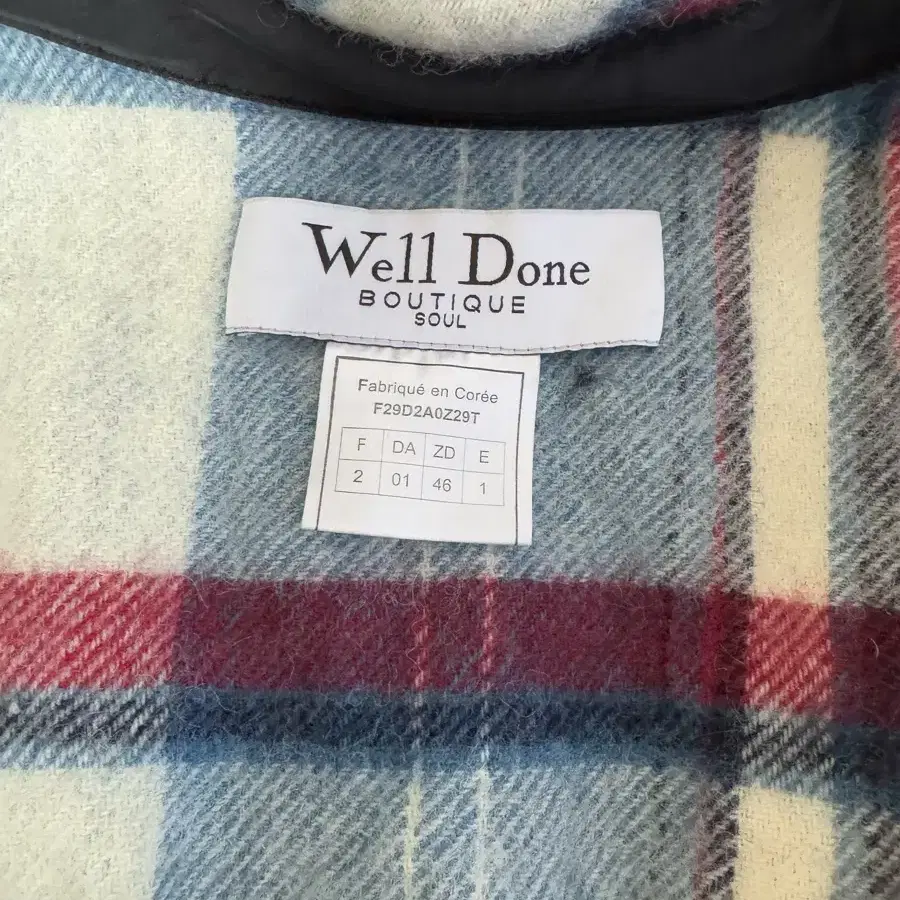 Well Done
BOUTIQUE
SOUL
Fabriqué en Corée
F29D2A0Z29T
F DA ZD E
2 01 46 1